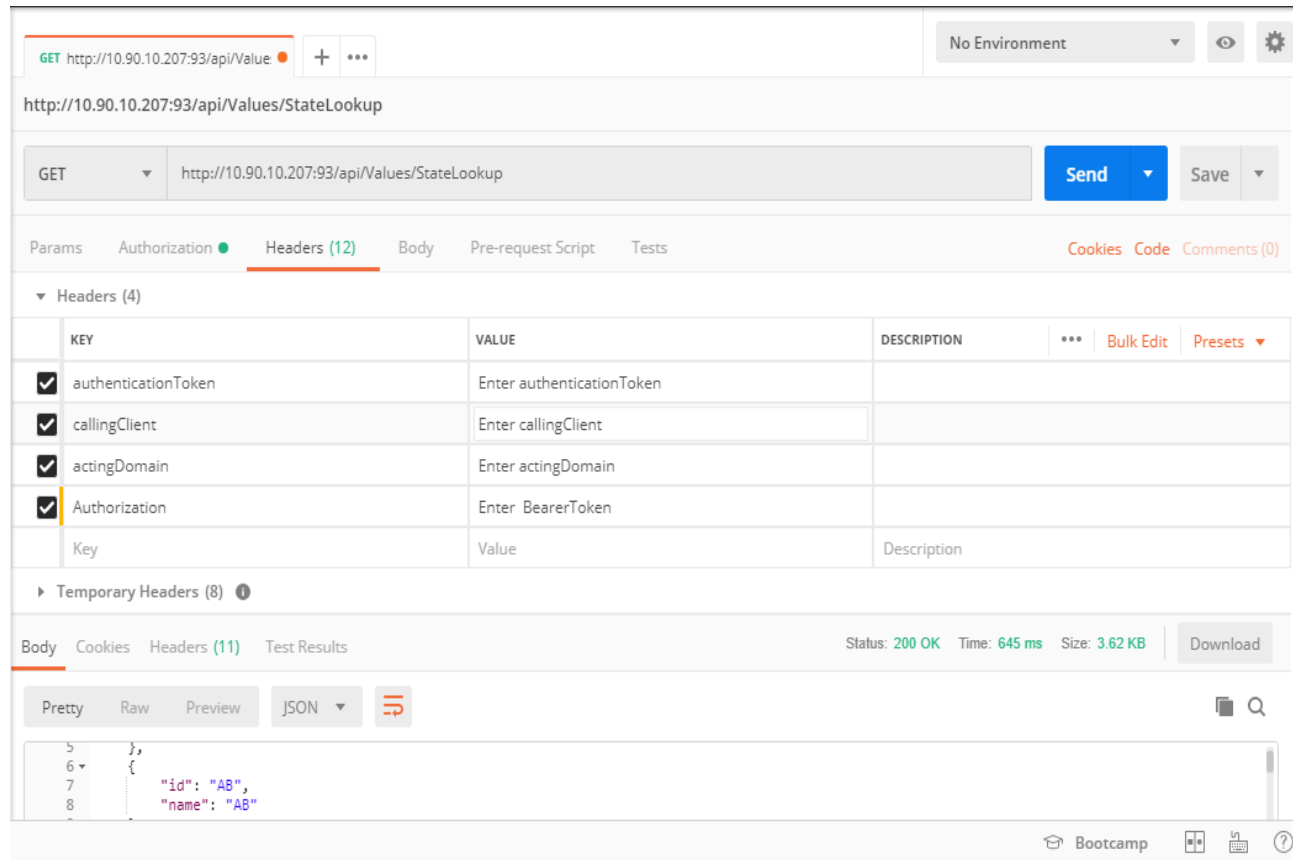 GET http://10.90.10.207:93/api/Value:
No Environment
http://10.90.10.207:93/api/Values/StateLookup
GET http://10.90.10.207:93/api/Values/StateLookup Send Save
Params Authorization Headers (12) Body Pre-request Script Tests Cookies Code Comments (0)
Headers (4)
KEY VALUE DESCRIPTION Bulk Edit Presets
authenticationToken Enter authenticationToken
callingClient Enter callingClient
actingDomain Enter actingDomain
Authorization Enter BearerToken
Key Value Description
Temporary Headers (8)
Body Cookies Headers (11) Test Results Status: 200 OK Time: 645 ms Size: 3.62 KB Download
Pretty Raw Preview JSON
5 },
6 {
7 "id": "AB",
8 "name": "AB"
Bootcamp